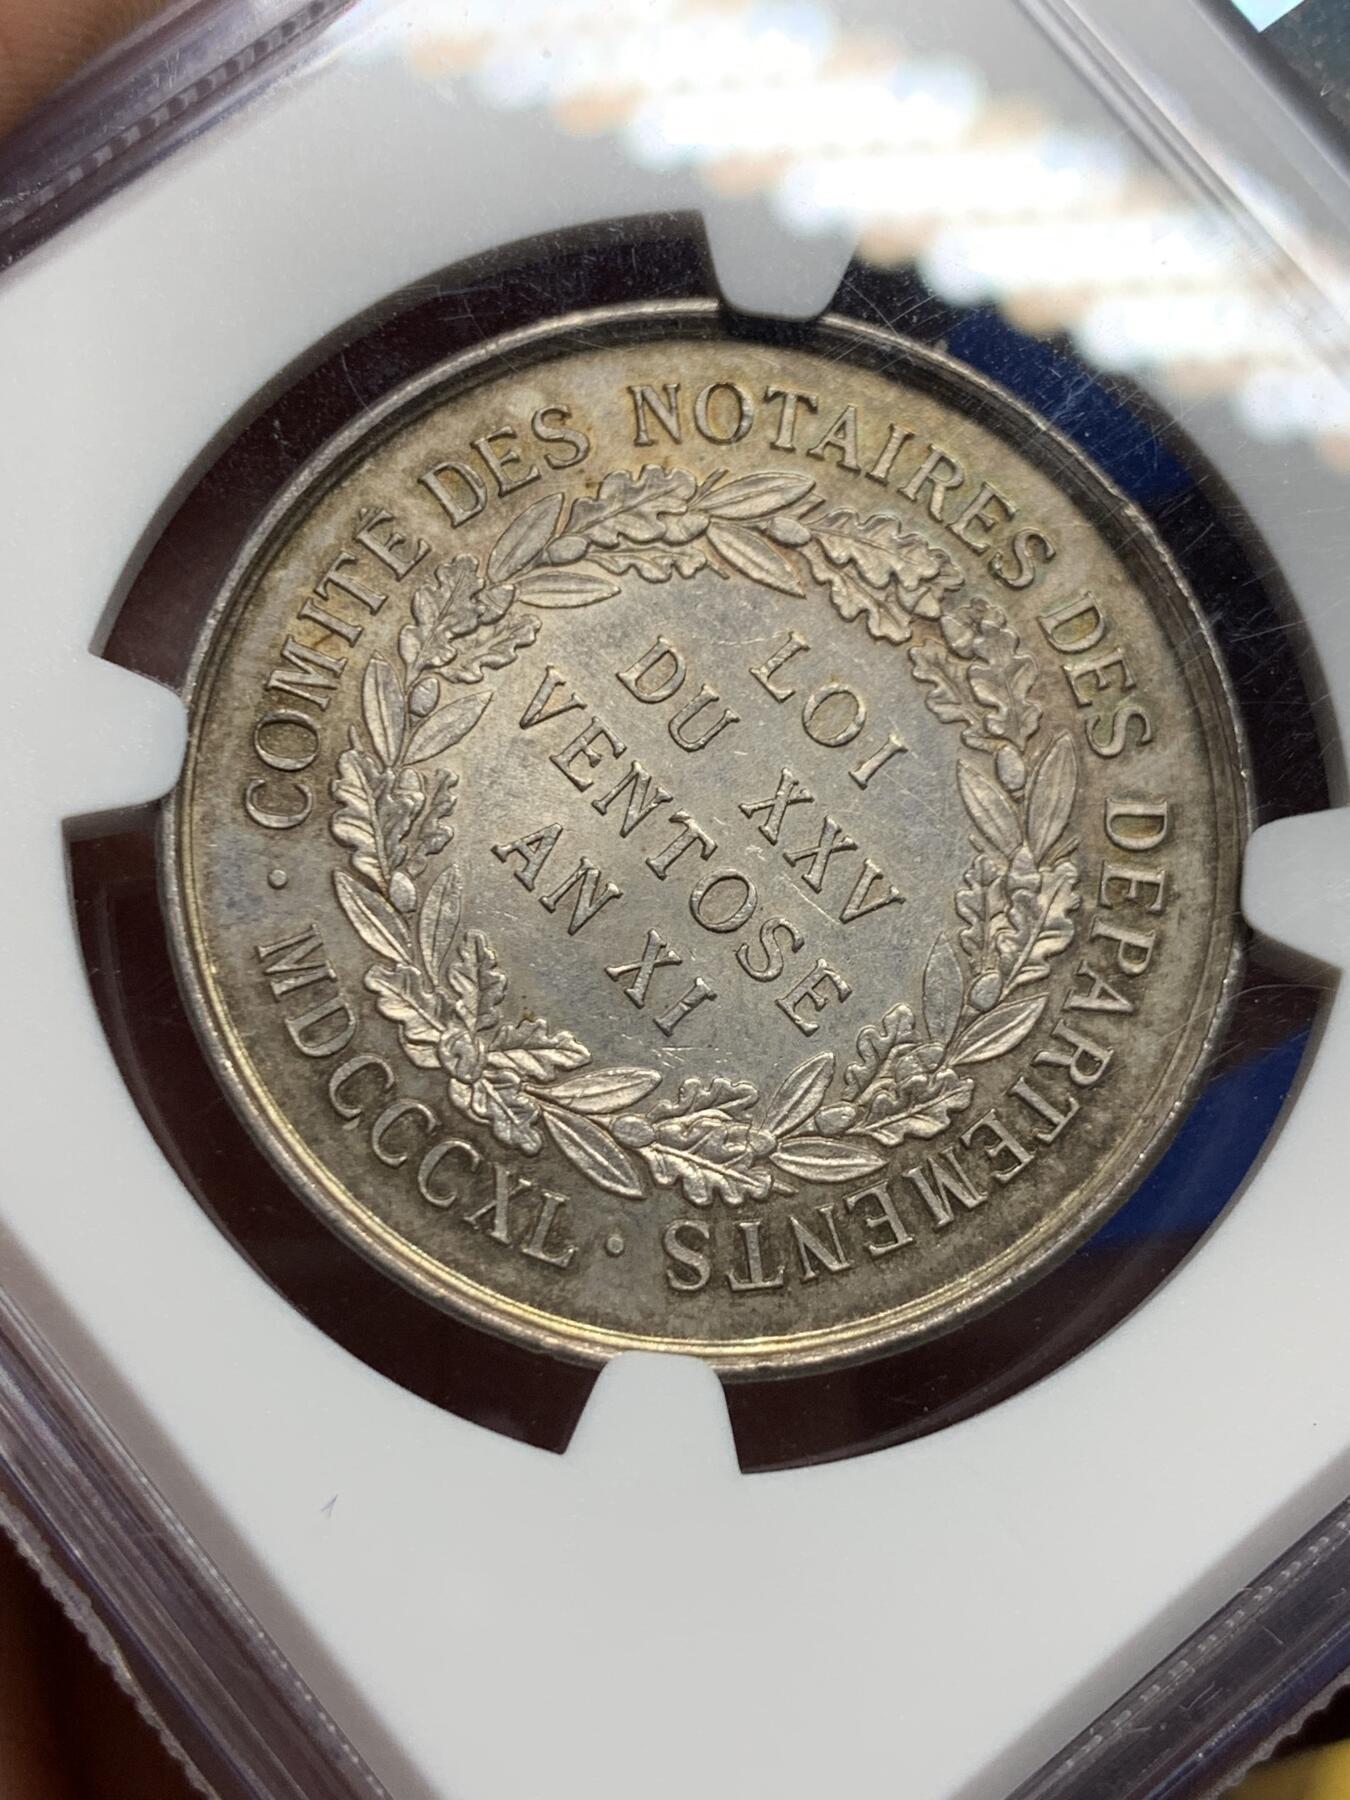 COMITÉ DES NOTAIRES DES DEPARTEMENTS
· MDCCCXL ·
LOI
DU XXV
VENTOSE
AN XI